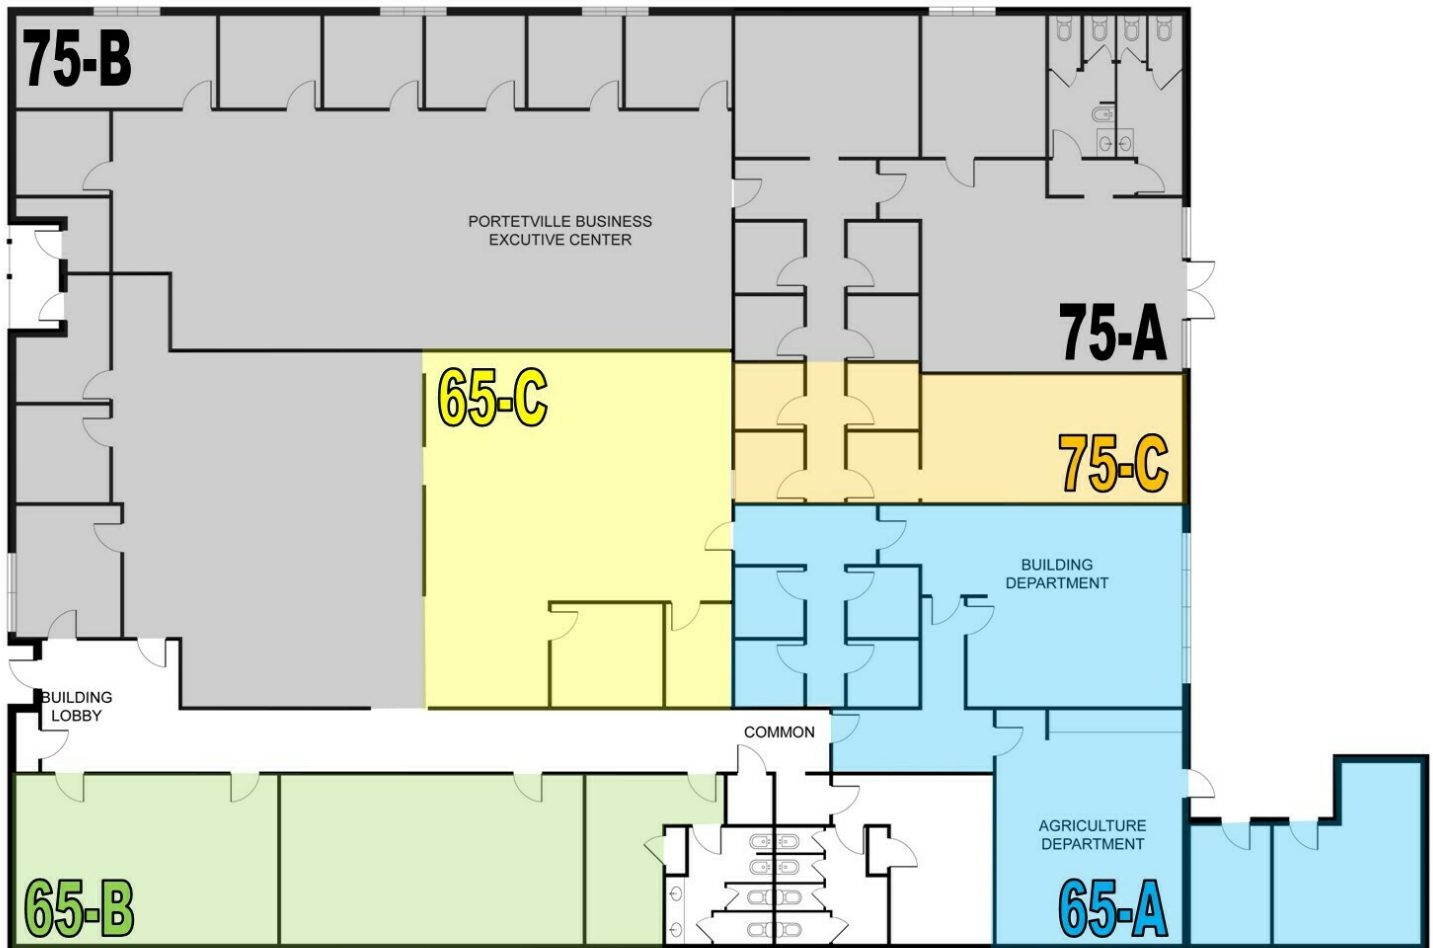 75-B
PORTETVILLE BUSINESS
EXCUTIVE CENTER
75-A
65-C
75-C
BUILDING
DEPARTMENT
BUILDING
LOBBY
COMMON
AGRICULTURE
DEPARTMENT
65-B
65-A